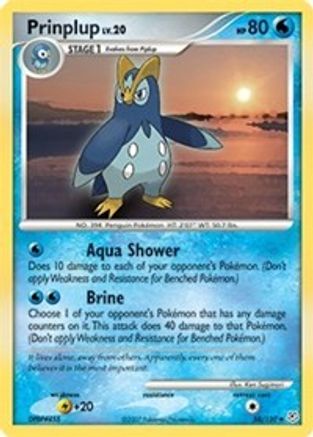 Prinplup LV.20 HP 80
STAGE 1 Evolves from Piplup
NO. 394 Penguin Pokémon HT: 2'07" WT: 50.7 lbs.
Aqua Shower
Does 10 damage to each of your opponent's Pokémon. (Don't
apply Weakness and Resistance for Benched Pokémon.)
Brine
Choose 1 of your opponent's Pokémon that has any damage
counters on it. This attack does 40 damage to that Pokémon.
(Don't apply Weakness and Resistance for Benched Pokémon.)
It lives alone, away from others. Apparently, every one of them
believes it is the most important.
Illus. Ken Sugimori
weakness resistance retreat cost
+20
©2007 Pokémon